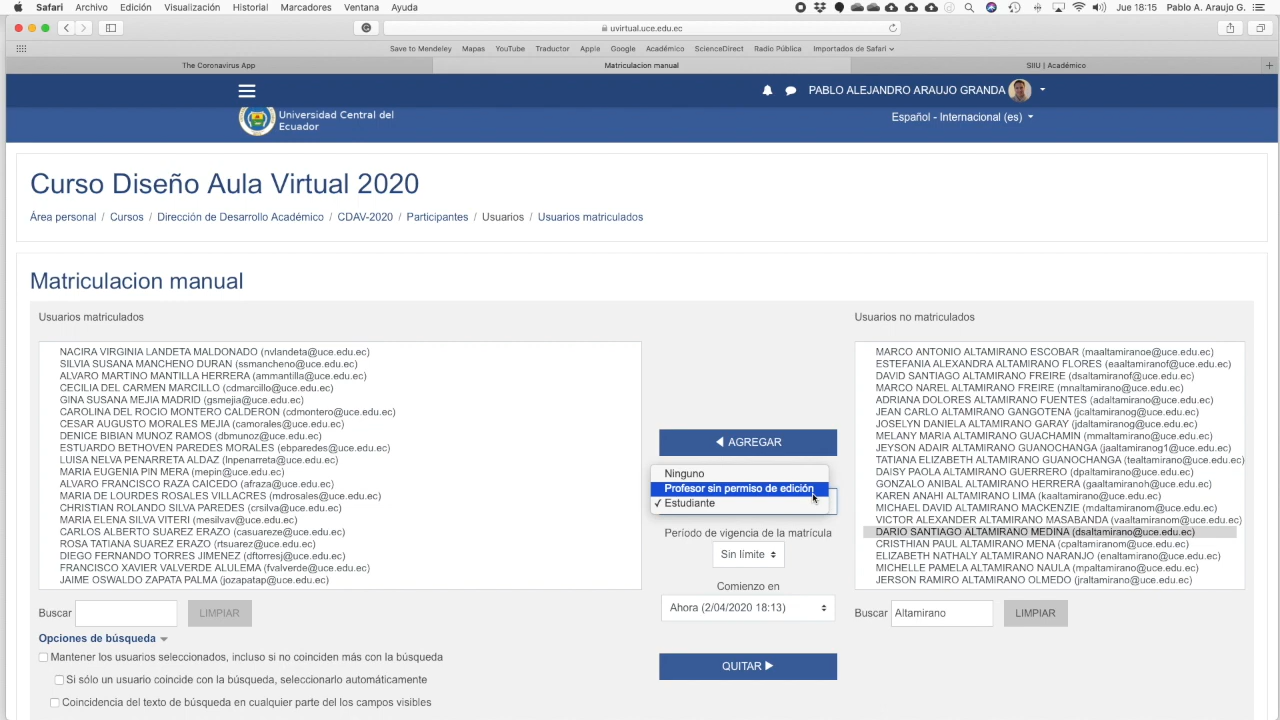 Safari Archivo Edición Visualización Historial Marcadores Ventana Ayuda
Jue 18:15 Pablo A. Araujo G.
uvirtual.uce.edu.ec
Save to Mendeley Mapas YouTube Traductor Apple Google Académico ScienceDirect Radio Pública Importados de Safari
The Coronavirus App
Matriculacion manual
SIIU | Académico
PABLO ALEJANDRO ARAUJO GRANDA
Universidad Central del
Ecuador
Español - Internacional (es)
Curso Diseño Aula Virtual 2020
Área personal / Cursos / Dirección de Desarrollo Académico / CDAV-2020 / Participantes / Usuarios / Usuarios matriculados
Matriculacion manual
Usuarios matriculados
NACIRA VIRGINIA LANDETA MALDONADO (nvlandeta@uce.edu.ec)
SILVIA SUSANA MANCHENO DURAN (ssmancheno@uce.edu.ec)
ALVARO MARTINO MANTILLA HERRERA (ammantilla@uce.edu.ec)
CECILIA DEL CARMEN MARCILLO (cdmarcillo@uce.edu.ec)
GINA SUSANA MEJIA MADRID (gsmejia@uce.edu.ec)
CAROLINA DEL ROCIO MONTERO CALDERON (cdmontero@uce.edu.ec)
CESAR AUGUSTO MORALES MEJIA (camorales@uce.edu.ec)
DENICE BIBIAN MUNOZ RAMOS (dbmunoz@uce.edu.ec)
ESTUARDO BETHOVEN PAREDES MORALES (ebparedes@uce.edu.ec)
LUISA NELVA PENARRETA ALDAZ (lnpenarreta@uce.edu.ec)
MARIA EUGENIA PIN MERA (mepin@uce.edu.ec)
ALVARO FRANCISCO RAZA CAICEDO (afraza@uce.edu.ec)
MARIA DE LOURDES ROSALES VILLACRES (mdrosales@uce.edu.ec)
CHRISTIAN ROLANDO SILVA PAREDES (crsilva@uce.edu.ec)
MARIA ELENA SILVA VITERI (mesilvav@uce.edu.ec)
CARLOS ALBERTO SUAREZ ERAZO (casuareze@uce.edu.ec)
ROSA TATIANA SUAREZ ERAZO (rtsuarez@uce.edu.ec)
DIEGO FERNANDO TORRES JIMENEZ (dftorresj@uce.edu.ec)
FRANCISCO XAVIER VALVERDE ALULEMA (fvalverde@uce.edu.ec)
JAIME OSWALDO ZAPATA PALMA (jozapatap@uce.edu.ec)
Buscar
LIMPIAR
Opciones de búsqueda
Mantener los usuarios seleccionados, incluso si no coinciden más con la búsqueda
Si sólo un usuario coincide con la búsqueda, seleccionarlo automáticamente
Coincidencia del texto de búsqueda en cualquier parte del los campos visibles
AGREGAR
Ninguno
Profesor sin permiso de edición
✓ Estudiante
Período de vigencia de la matrícula
Sin límite
Comienzo en
Ahora (2/04/2020 18:13)
QUITAR
Usuarios no matriculados
MARCO ANTONIO ALTAMIRANO ESCOBAR (maaltamiranoe@uce.edu.ec)
ESTEFANIA ALEXANDRA ALTAMIRANO FLORES (eaaltamiranof@uce.edu.ec)
DAVID SANTIAGO ALTAMIRANO FREIRE (dsaltamiranof@uce.edu.ec)
MARCO NAREL ALTAMIRANO FREIRE (mnaltamirano@uce.edu.ec)
ADRIANA DOLORES ALTAMIRANO FUENTES (adaltamirano@uce.edu.ec)
JEAN CARLO ALTAMIRANO GANGOTENA (jcaltamiranog@uce.edu.ec)
JOSELYN DANIELA ALTAMIRANO GARAY (jdaltamiranog@uce.edu.ec)
MELANY MARIA ALTAMIRANO GUACHAMIN (mmaltamirano@uce.edu.ec)
JEYSON ADAIR ALTAMIRANO GUANOCHANGA (jaltamiranog1@uce.edu.ec)
TATIANA ELIZABETH ALTAMIRANO GUANOCHANGA (tealtamirano@uce.edu.ec)
DAISY PAOLA ALTAMIRANO GUERRERO (dpaltamirano@uce.edu.ec)
GONZALO ANIBAL ALTAMIRANO HERNANDEZ (galtamiranoh@uce.edu.ec)
KAREN ANAHI ALTAMIRANO LIMA (kaaltamirano@uce.edu.ec)
MICHAEL DAVID ALTAMIRANO MACKENZIE (mdaltamiranom@uce.edu.ec)
VICTOR ALEXANDER ALTAMIRANO MASABANDA (vaaltamiranom@uce.edu.ec)
DARIO SANTIAGO ALTAMIRANO MEDINA (dsaltamirano@uce.edu.ec)
CRISTHIAN PAUL ALTAMIRANO MENA (cpaltamiranom@uce.edu.ec)
ELIZABETH NATHALY ALTAMIRANO NARANJO (enaltamirano@uce.edu.ec)
MICHELLE PAMELA ALTAMIRANO NAULA (mpaltamirano@uce.edu.ec)
JERSON RAMIRO ALTAMIRANO OLMEDO (jraltamirano@uce.edu.ec)
Buscar
Altamirano
LIMPIAR